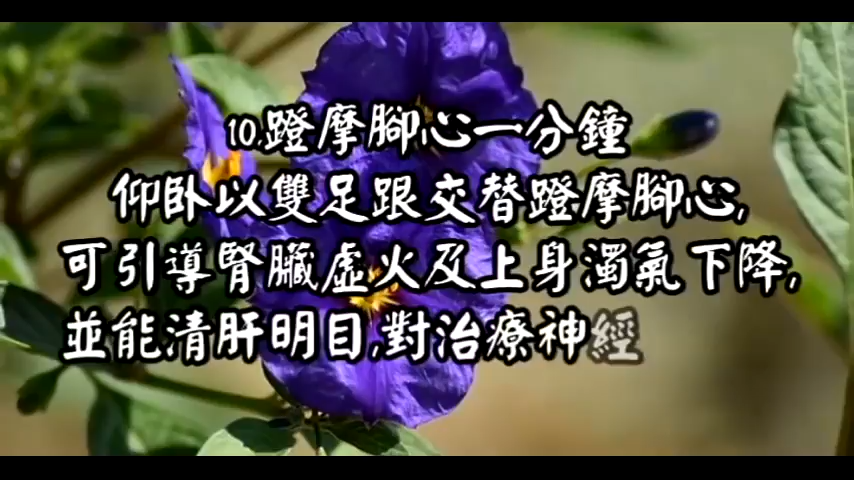 10.蹬摩腳心一分鐘
仰卧以雙足跟交替蹬摩腳心,
可引導腎臟虛火及上身濁氣下降,
並能清肝明目,對治療神經